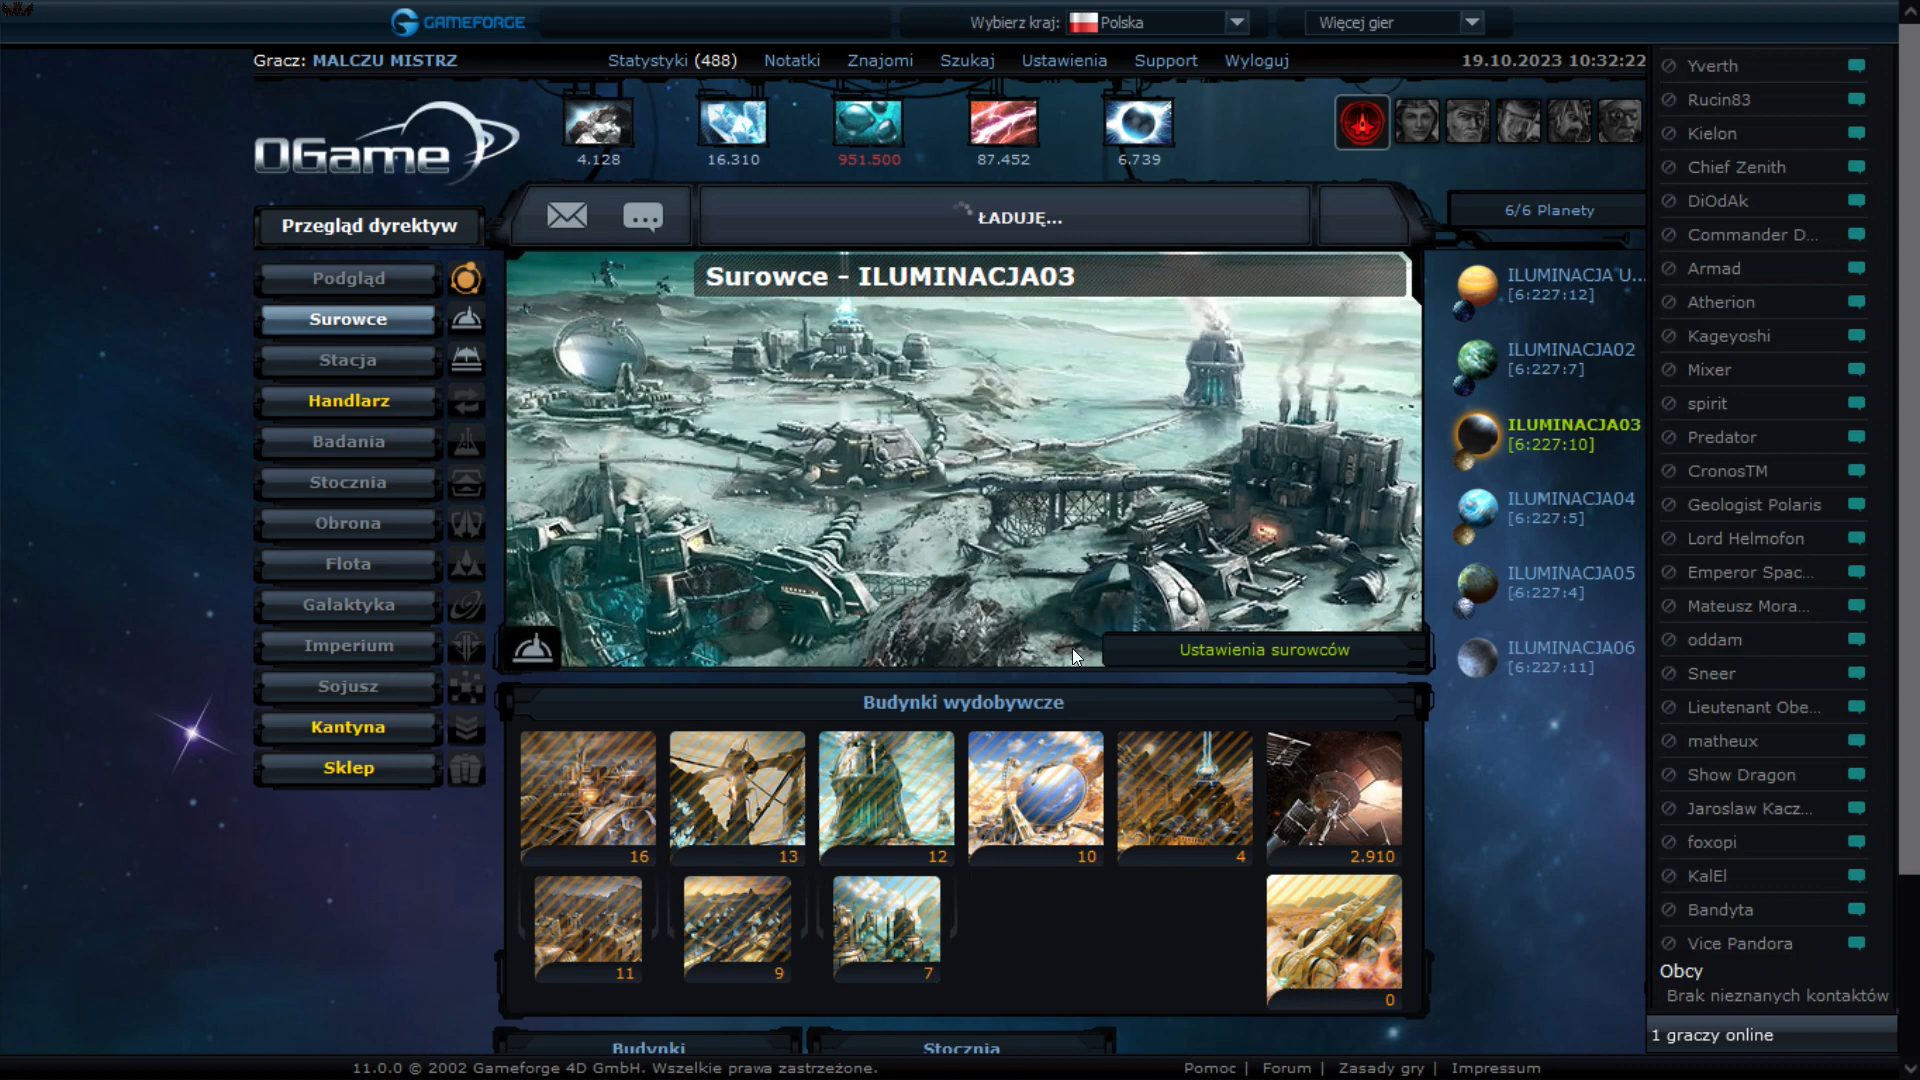 GAMEFORGE
Wybierz kraj: Polska
Więcej gier
Gracz: MALCZU MISTRZ
Statystyki (488) Notatki Znajomi Szukaj Ustawienia Support Wyloguj
19.10.2023 10:32:22
OGame
4.128 16.310 951.500 87.452 6.739
ŁADUJĘ...
6/6 Planety
Przegląd dyrektyw
Podgląd
Surowce
Stacja
Handlarz
Badania
Stocznia
Obrona
Flota
Galaktyka
Imperium
Sojusz
Kantyna
Sklep
Surowce - ILUMINACJA03
Ustawienia surowców
Budynki wydobywcze
16 13 12 10 4 2.910
11 9 7 0
Budynki
Stocznia
ILUMINACJA U...
[6:227:12]
ILUMINACJA02
[6:227:7]
ILUMINACJA03
[6:227:10]
ILUMINACJA04
[6:227:5]
ILUMINACJA05
[6:227:4]
ILUMINACJA06
[6:227:11]
Yverth
Rucin83
Kielon
Chief Zenith
DiOdAk
Commander D...
Armad
Atherion
Kageyoshi
Mixer
spirit
Predator
CronosTM
Geologist Polaris
Lord Helmofon
Emperor Spac...
Mateusz Mora...
oddam
Sneer
Lieutenant Obe...
matheux
Show Dragon
Jaroslaw Kacz...
foxopi
KalEl
Bandyta
Vice Pandora
Obcy
Brak nieznanych kontaktów
1 graczy online
11.0.0 © 2002 Gameforge 4D GmbH. Wszelkie prawa zastrzeżone.
Pomoc | Forum | Zasady gry | Impressum